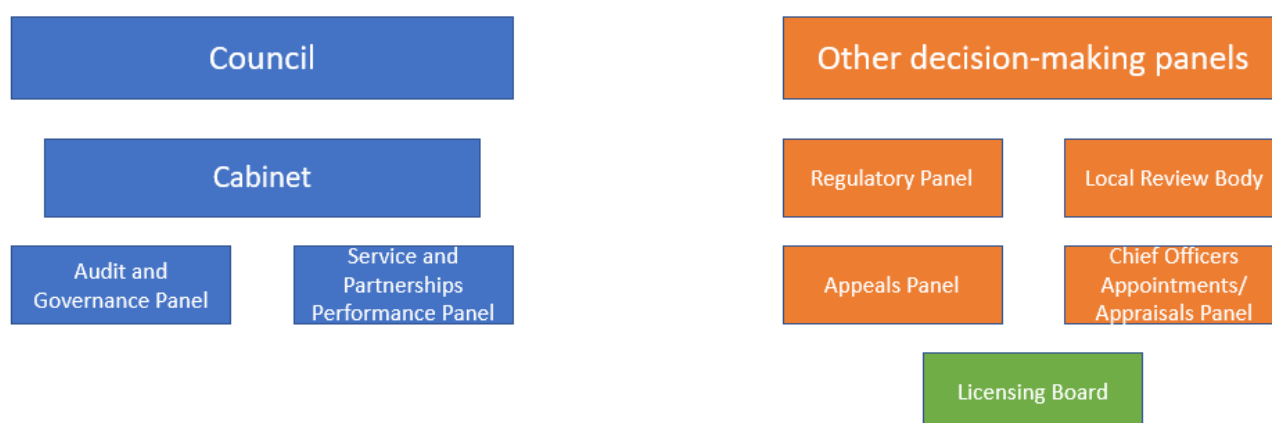 Council
Other decision-making panels
Cabinet
Regulatory Panel
Local Review Body
Audit and
Governance Panel
Service and
Partnerships
Performance Panel
Appeals Panel
Chief Officers
Appointments/
Appraisals Panel
Licensing Board